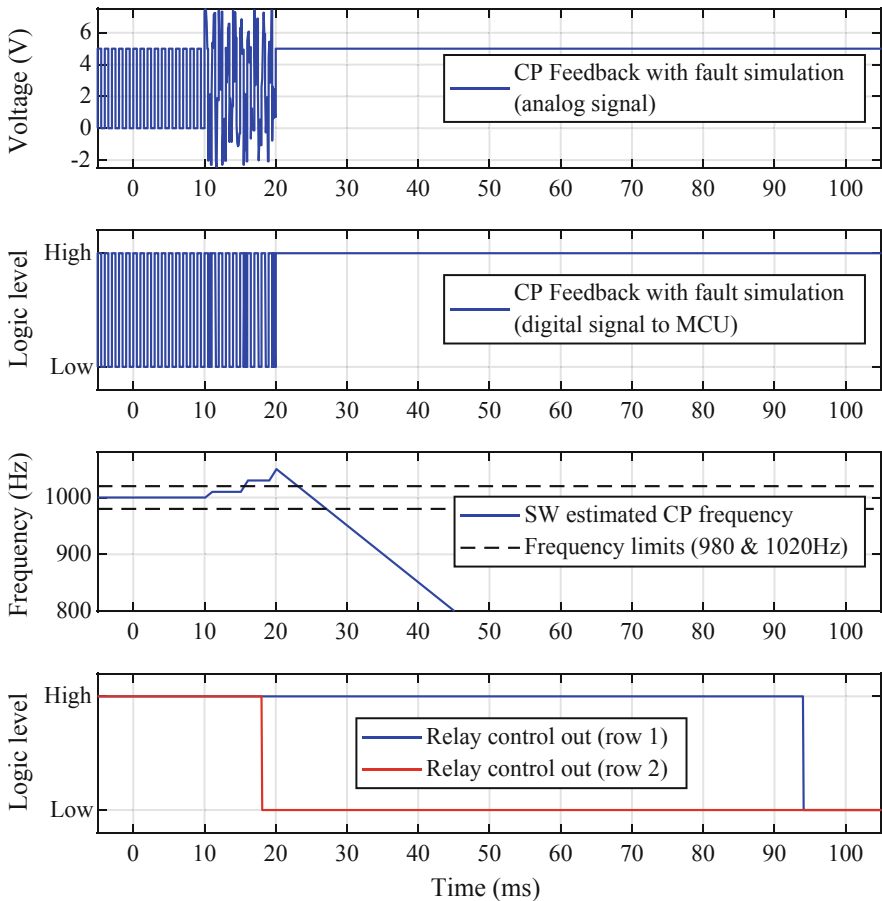 Voltage (V)
6
4
2
0
-2
CP Feedback with fault simulation
(analog signal)
0 10 20 30 40 50 60 70 80 90 100
Logic level
High
Low
CP Feedback with fault simulation
(digital signal to MCU)
0 10 20 30 40 50 60 70 80 90 100
Frequency (Hz)
1000
900
800
SW estimated CP frequency
Frequency limits (980 & 1020Hz)
0 10 20 30 40 50 60 70 80 90 100
Logic level
High
Low
Relay control out (row 1)
Relay control out (row 2)
0 10 20 30 40 50 60 70 80 90 100
Time (ms)